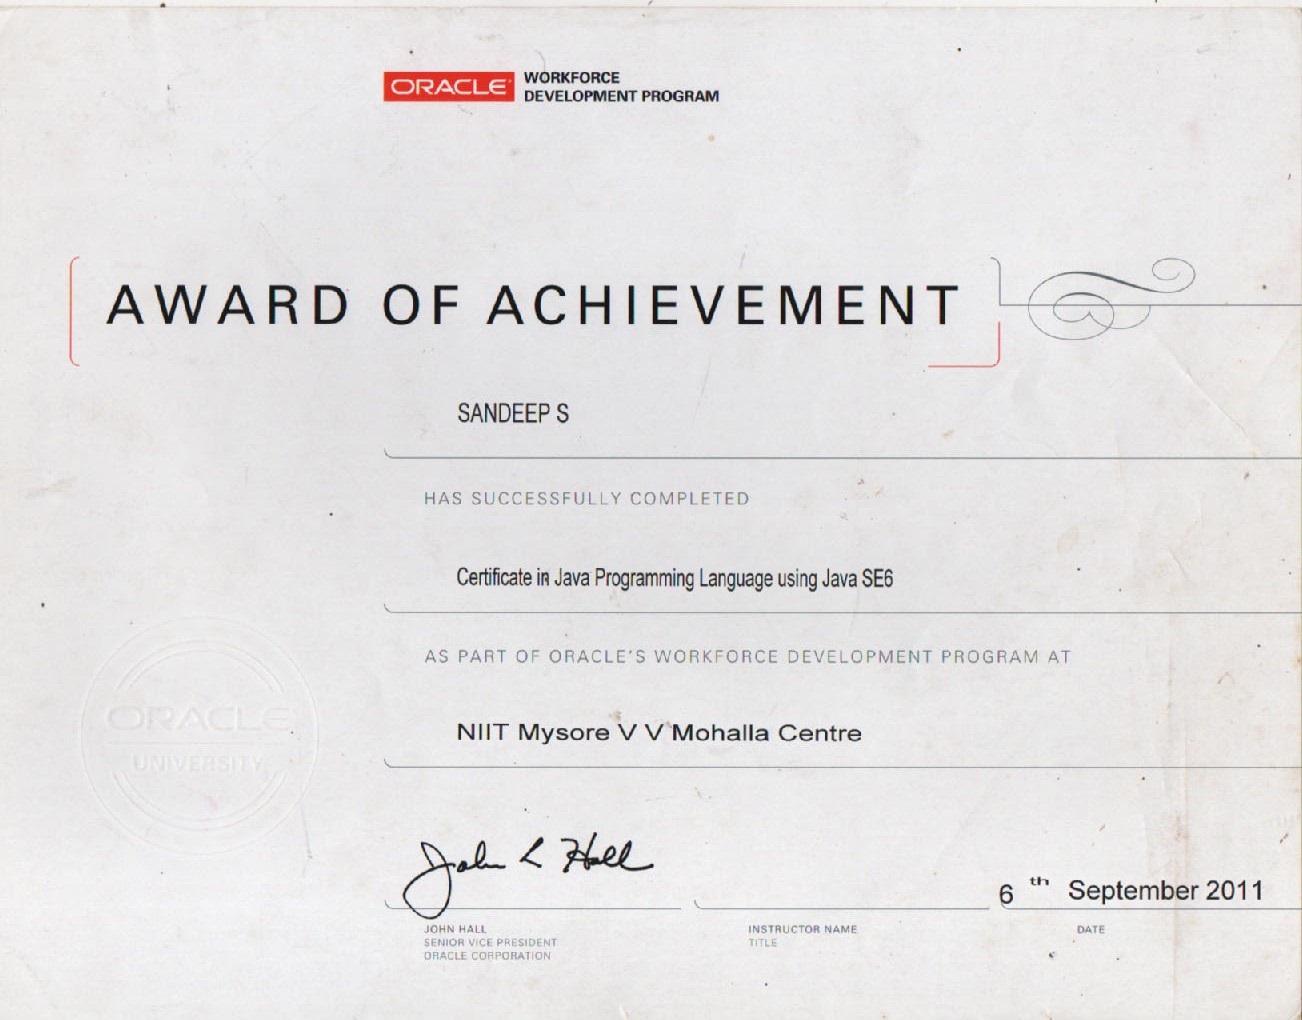 ORACLE WORKFORCE
DEVELOPMENT PROGRAM
AWARD OF ACHIEVEMENT
SANDEEP S
HAS SUCCESSFULLY COMPLETED
Certificate in Java Programming Language using Java SE6
AS PART OF ORACLE'S WORKFORCE DEVELOPMENT PROGRAM AT
NIIT Mysore V V Mohalla Centre
ORACLE
UNIVERSITY
John L Hall
6 th September 2011
JOHN HALL
SENIOR VICE PRESIDENT
ORACLE CORPORATION
INSTRUCTOR NAME
TITLE
DATE